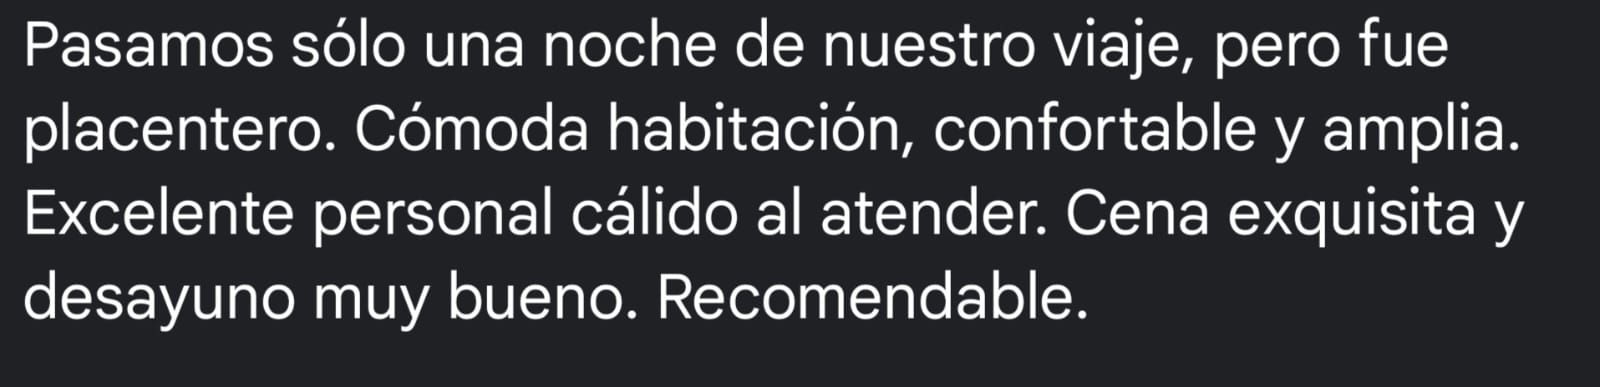 Pasamos sólo una noche de nuestro viaje, pero fue
placentero. Cómoda habitación, confortable y amplia.
Excelente personal cálido al atender. Cena exquisita y
desayuno muy bueno. Recomendable.